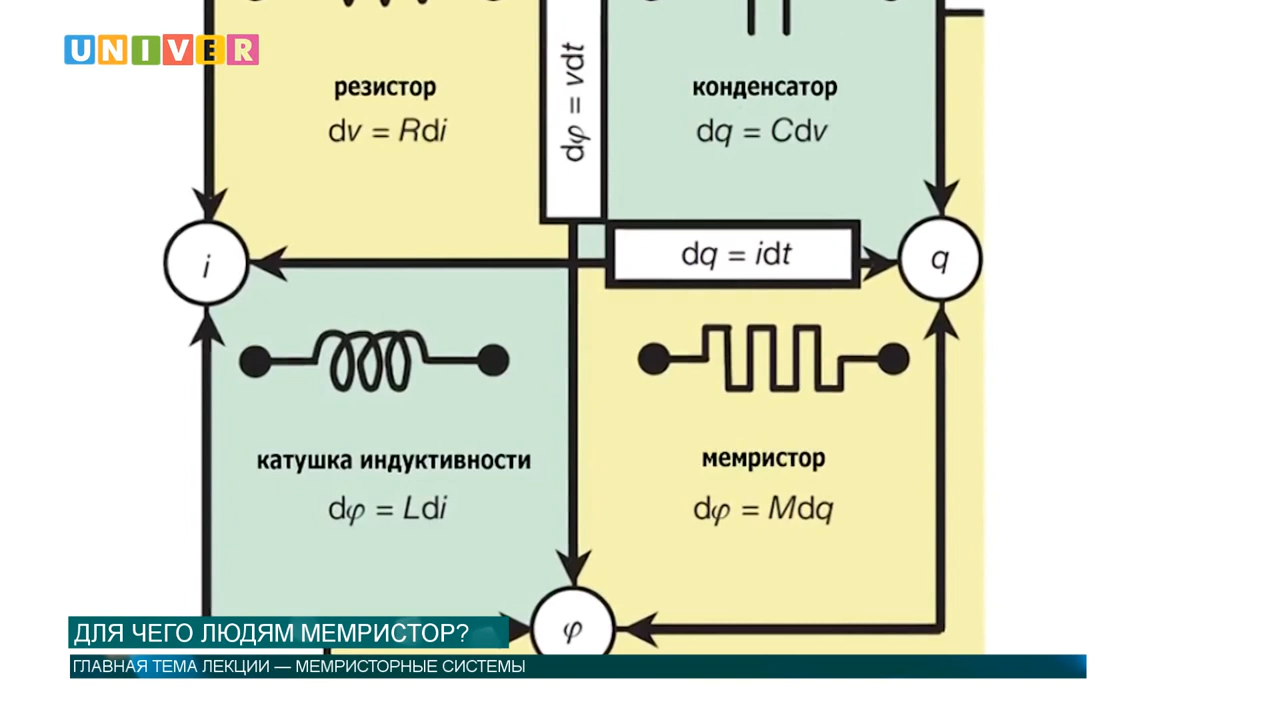 UNIVER
резистор
dv = Rdi
dφ = vdt
конденсатор
dq = Cdv
i
dq = idt
q
катушка индуктивности
dφ = Ldi
мемристор
dφ = Mdq
φ
ДЛЯ ЧЕГО ЛЮДЯМ МЕМРИСТОР?
ГЛАВНАЯ ТЕМА ЛЕКЦИИ — МЕМРИСТОРНЫЕ СИСТЕМЫ